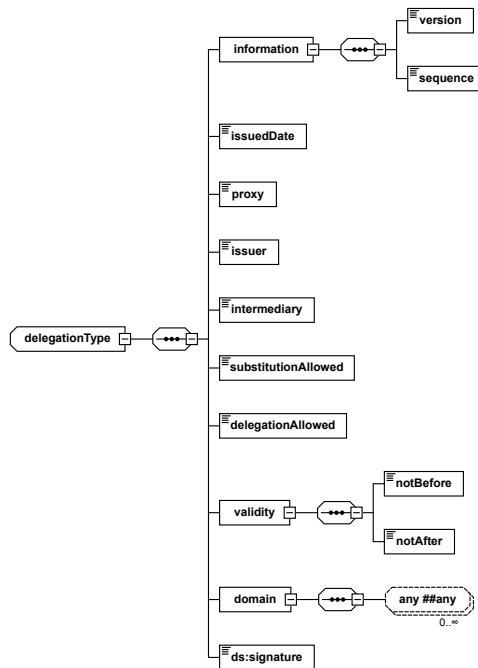 version
information
sequence
issuedDate
proxy
issuer
intermediary
delegationType
substitutionAllowed
delegationAllowed
notBefore
validity
notAfter
domain
any ##any
0..∞
ds:signature